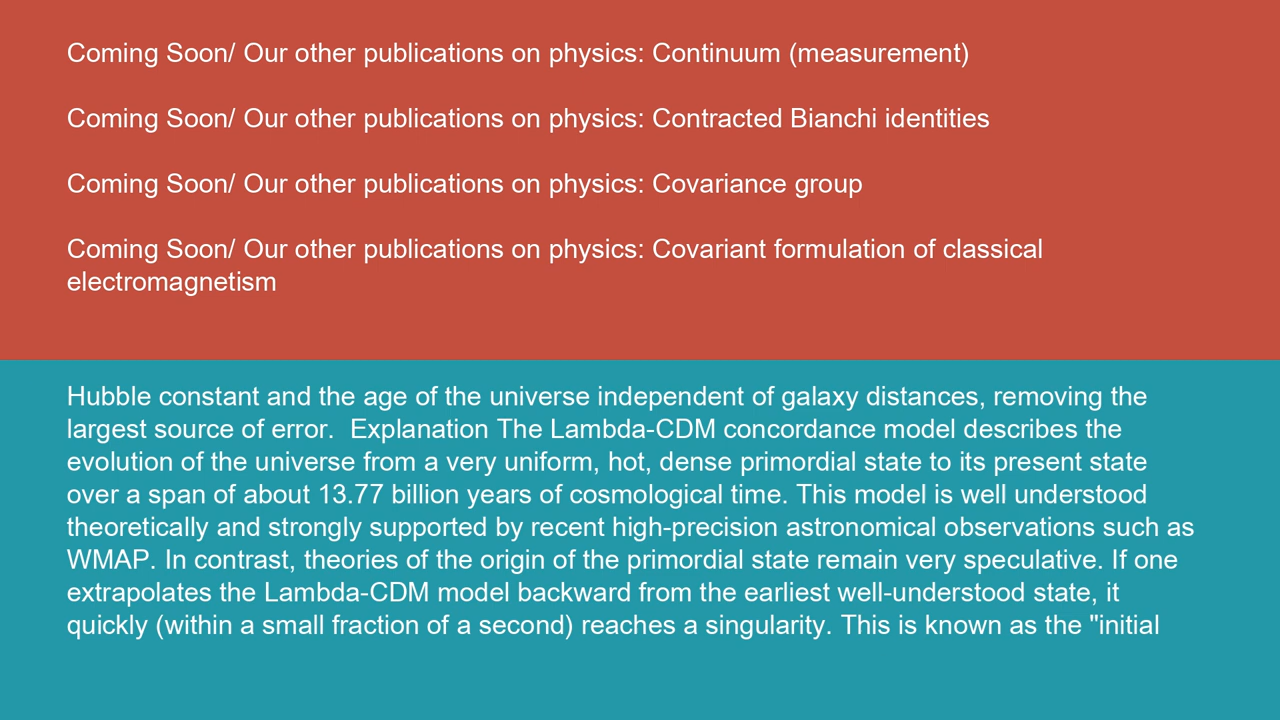 Coming Soon/ Our other publications on physics: Continuum (measurement)
Coming Soon/ Our other publications on physics: Contracted Bianchi identities
Coming Soon/ Our other publications on physics: Covariance group
Coming Soon/ Our other publications on physics: Covariant formulation of classical
electromagnetism
Hubble constant and the age of the universe independent of galaxy distances, removing the
largest source of error.  Explanation The Lambda-CDM concordance model describes the
evolution of the universe from a very uniform, hot, dense primordial state to its present state
over a span of about 13.77 billion years of cosmological time. This model is well understood
theoretically and strongly supported by recent high-precision astronomical observations such as
WMAP. In contrast, theories of the origin of the primordial state remain very speculative. If one
extrapolates the Lambda-CDM model backward from the earliest well-understood state, it
quickly (within a small fraction of a second) reaches a singularity. This is known as the "initial